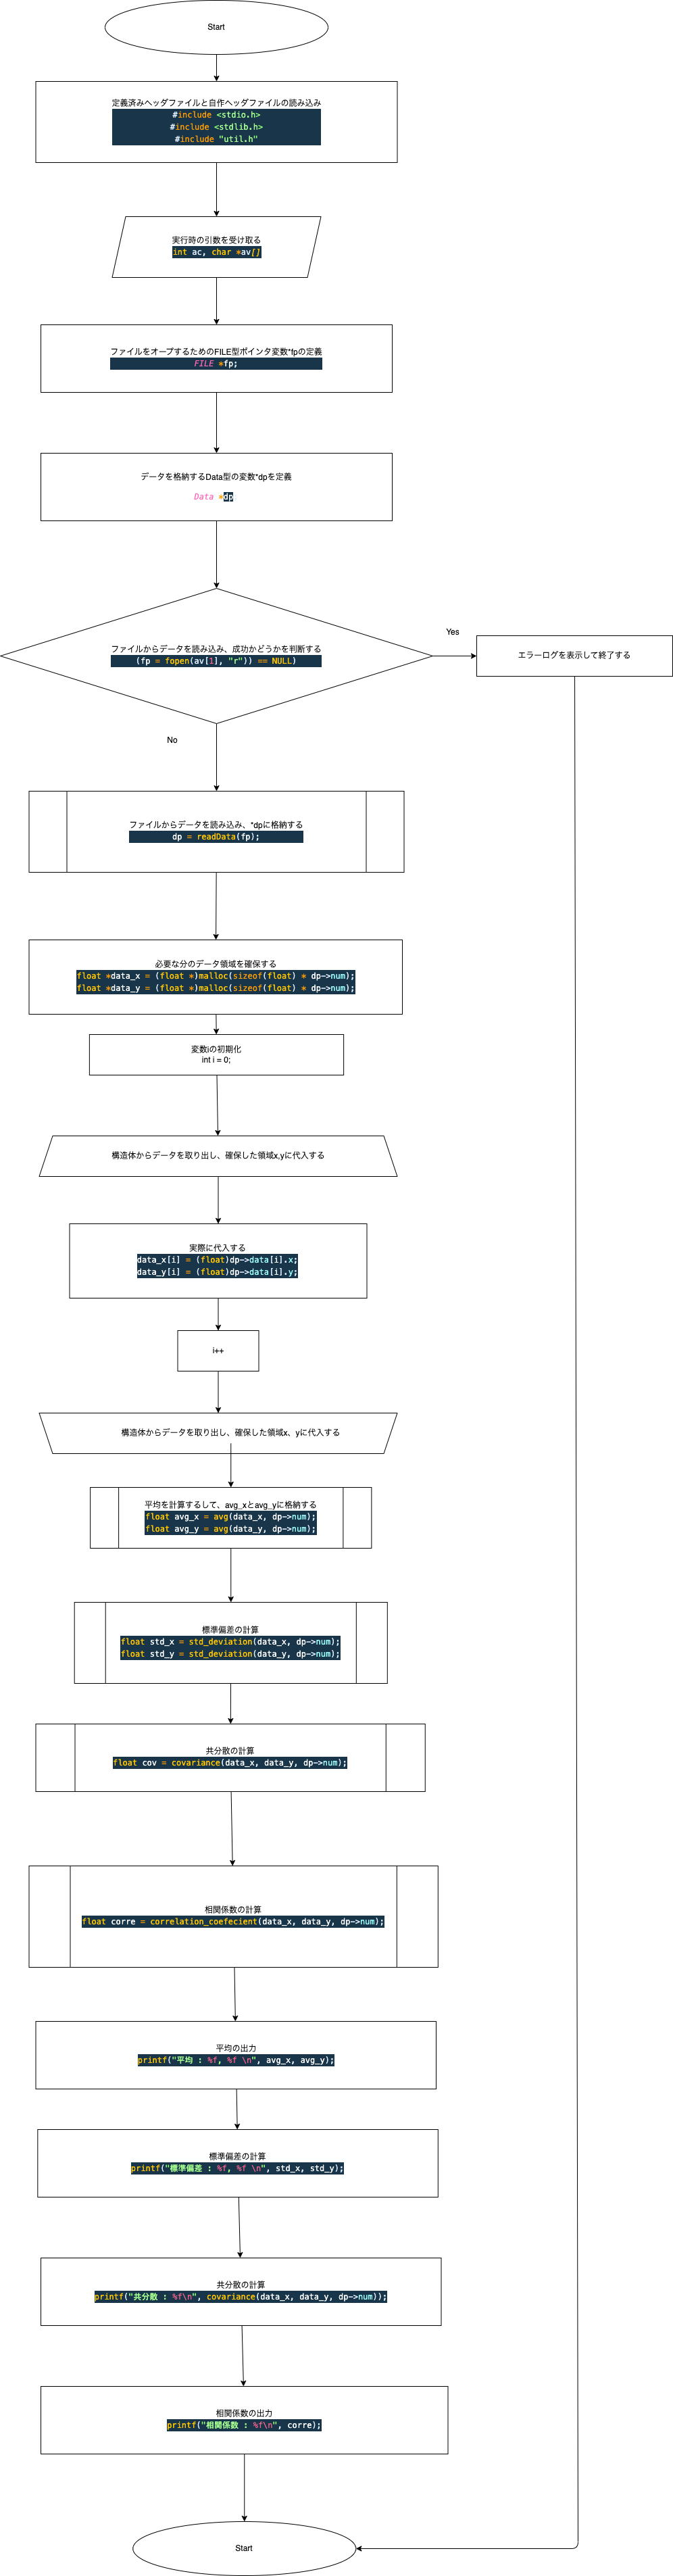 Start
定義済みヘッダファイルと自作ヘッダファイルの読み込み
#include <stdio.h>
#include <stdlib.h>
#include "util.h"
実行時の引数を受け取る
int ac, char *av[]
ファイルをオープするためのFILE型ポインタ変数*fpの定義
FILE *fp;
データを格納するData型の変数*dpを定義
Data *dp
Yes
ファイルからデータを読み込み、成功かどうかを判断する
(fp = fopen(av[1], "r")) == NULL)
エラーログを表示して終了する
No
ファイルからデータを読み込み、*dpに格納する
dp = readData(fp);
必要な分のデータ領域を確保する
float *data_x = (float *)malloc(sizeof(float) * dp->num);
float *data_y = (float *)malloc(sizeof(float) * dp->num);
変数iの初期化
int i = 0;
構造体からデータを取り出し、確保した領域x,yに代入する
実際に代入する
data_x[i] = (float)dp->data[i].x;
data_y[i] = (float)dp->data[i].y;
i++
構造体からデータを取り出し、確保した領域x、yに代入する
平均を計算するして、avg_xとavg_yに格納する
float avg_x = avg(data_x, dp->num);
float avg_y = avg(data_y, dp->num);
標準偏差の計算
float std_x = std_deviation(data_x, dp->num);
float std_y = std_deviation(data_y, dp->num);
共分散の計算
float cov = covariance(data_x, data_y, dp->num);
相関係数の計算
float corre = correlation_coefecient(data_x, data_y, dp->num);
平均の出力
printf("平均 : %f, %f \n", avg_x, avg_y);
標準偏差の計算
printf("標準偏差 : %f, %f \n", std_x, std_y);
共分散の計算
printf("共分散 : %f\n", covariance(data_x, data_y, dp->num));
相関係数の出力
printf("相関係数 : %f\n", corre);
Start